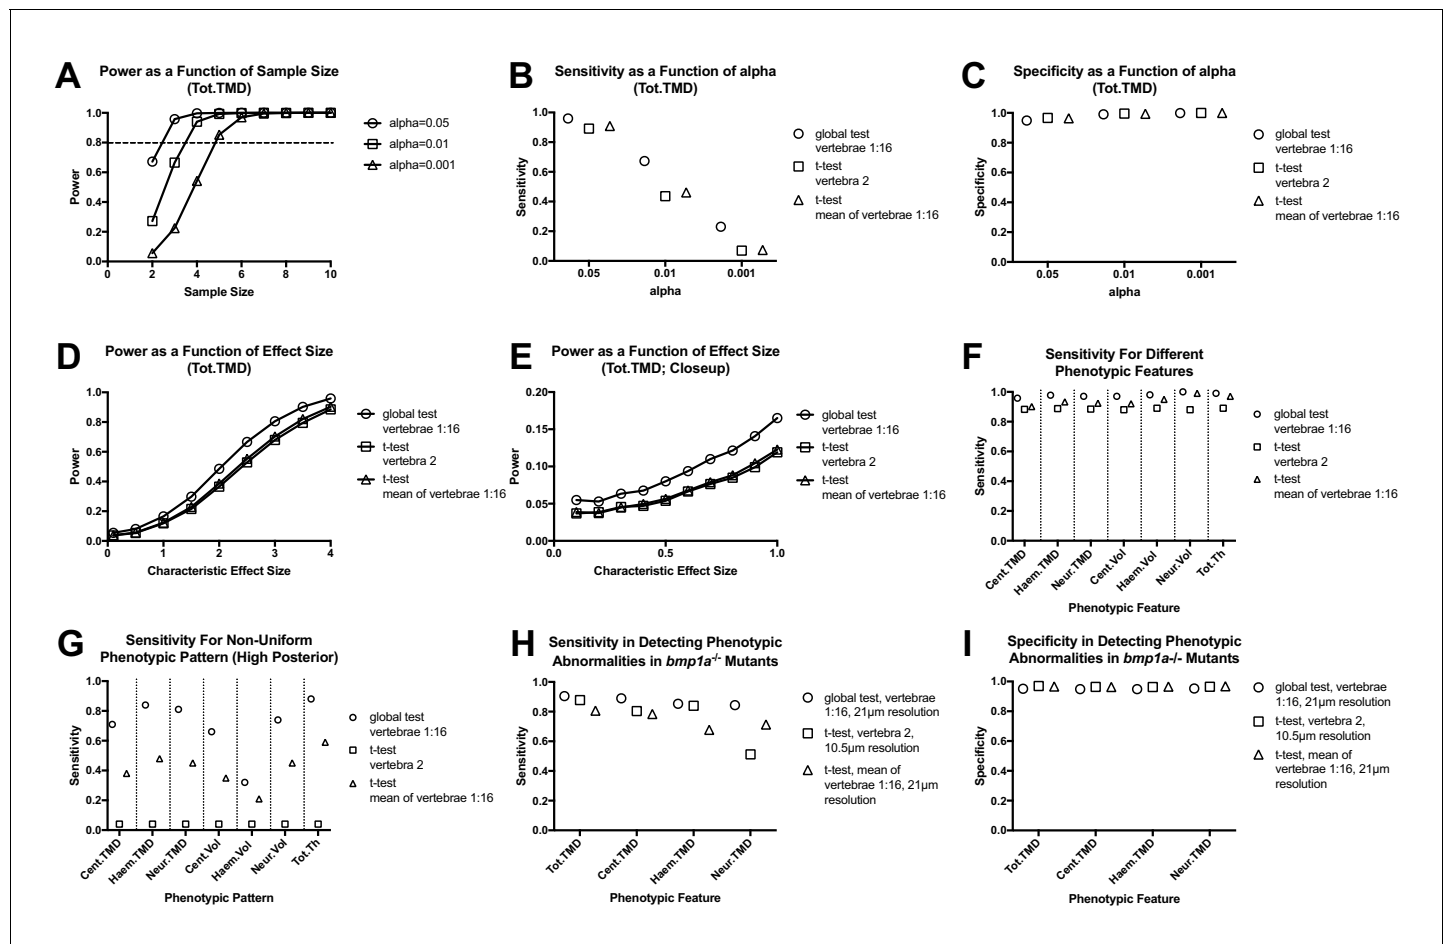 A
Power as a Function of Sample Size
(Tot.TMD)
Power
1.0
0.8
0.6
0.4
0.2
0.0
0
2
4
6
8
10
Sample Size
alpha=0.05
alpha=0.01
alpha=0.001
B
Sensitivity as a Function of alpha
(Tot.TMD)
Sensitivity
1.0
0.8
0.6
0.4
0.2
0.0
0.05
0.01
0.001
alpha
global test
vertebrae 1:16
t-test
vertebra 2
t-test
mean of vertebrae 1:16
C
Specificity as a Function of alpha
(Tot.TMD)
Specificity
1.0
0.8
0.6
0.4
0.2
0.0
0.05
0.01
0.001
alpha
global test
vertebrae 1:16
t-test
vertebra 2
t-test
mean of vertebrae 1:16
D
Power as a Function of Effect Size
(Tot.TMD)
Power
1.0
0.8
0.6
0.4
0.2
0.0
0
1
2
3
4
Characteristic Effect Size
global test
vertebrae 1:16
t-test
vertebra 2
t-test
mean of vertebrae 1:16
E
Power as a Function of Effect Size
(Tot.TMD; Closeup)
Power
0.20
0.15
0.10
0.05
0.00
0.0
0.5
1.0
Characteristic Effect Size
global test
vertebrae 1:16
t-test
vertebra 2
t-test
mean of vertebrae 1:16
F
Sensitivity For Different
Phenotypic Features
Sensitivity
1.0
0.8
0.6
0.4
0.2
0.0
Cent.TMD
Haem.TMD
Neur.TMD
Cent.Vol
Haem.Vol
Neur.Vol
Tot.Th
Phenotypic Feature
global test
vertebrae 1:16
t-test
vertebra 2
t-test
mean of vertebrae 1:16
G
Sensitivity For Non-Uniform
Phenotypic Pattern (High Posterior)
Sensitivity
1.0
0.8
0.6
0.4
0.2
0.0
Cent.TMD
Haem.TMD
Neur.TMD
Cent.Vol
Haem.Vol
Neur.Vol
Tot.Th
Phenotypic Pattern
global test
vertebrae 1:16
t-test
vertebra 2
t-test
mean of vertebrae 1:16
H
Sensitivity in Detecting Phenotypic
Abnormalities in bmp1a-/- Mutants
Sensitivity
1.0
0.8
0.6
0.4
0.2
0.0
Tot.TMD
Cent.TMD
Haem.TMD
Neur.TMD
Phenotypic Feature
global test, vertebrae
1:16, 21µm resolution
t-test, vertebra 2,
10.5µm resolution
t-test, mean of
vertebrae 1:16, 21µm
resolution
I
Specificity in Detecting Phenotypic
Abnormalities in bmp1a-/- Mutants
Specificity
1.0
0.8
0.6
0.4
0.2
0.0
Tot.TMD
Cent.TMD
Haem.TMD
Neur.TMD
Phenotypic Feature
global test, vertebrae
1:16, 21µm resolution
t-test, vertebra 2,
10.5µm resolution
t-test, mean of
vertebrae 1:16, 21µm
resolution